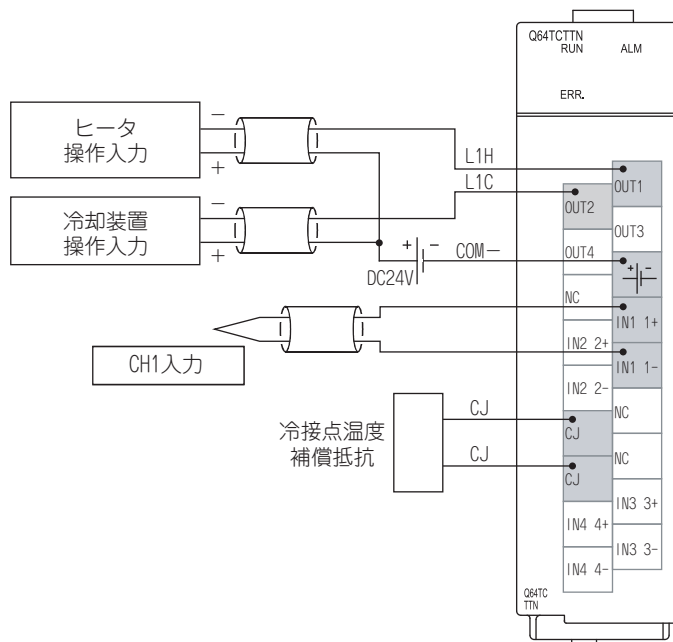 Q64TCTTN
RUN ALM
ERR.
ヒータ
操作入力
−
+
L1H
L1C
冷却装置
操作入力
−
+
+ −
DC24V
COM−
CH1入力
冷接点温度
補償抵抗
CJ
CJ
OUT1
OUT2
OUT3
OUT4
+ −
NC
IN1 1+
IN2 2+
IN1 1−
IN2 2−
NC
CJ
NC
CJ
IN3 3+
IN4 4+
IN3 3−
IN4 4−
Q64TC
TTN